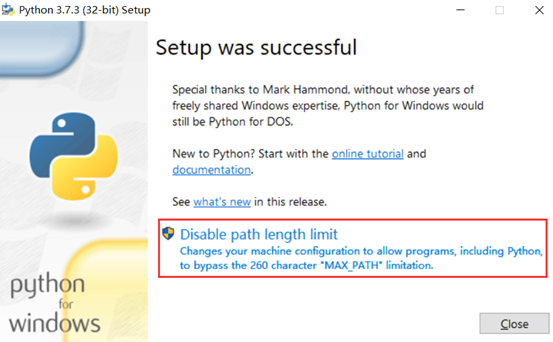 Python 3.7.3 (32-bit) Setup
Setup was successful
Special thanks to Mark Hammond, without whose years of
freely shared Windows expertise, Python for Windows would
still be Python for DOS.
New to Python? Start with the online tutorial and
documentation.
See what's new in this release.
Disable path length limit
Changes your machine configuration to allow programs, including Python,
to bypass the 260 character "MAX_PATH" limitation.
python
for
windows
Close